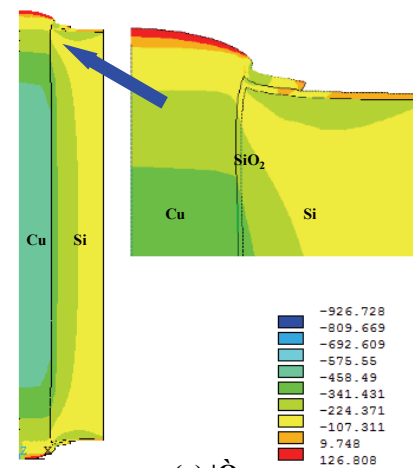 SiO2
Cu
Si
Cu
Si
-926.728
-809.669
-692.609
-575.55
-458.49
-341.431
-224.371
-107.311
9.748
126.808
Z
X